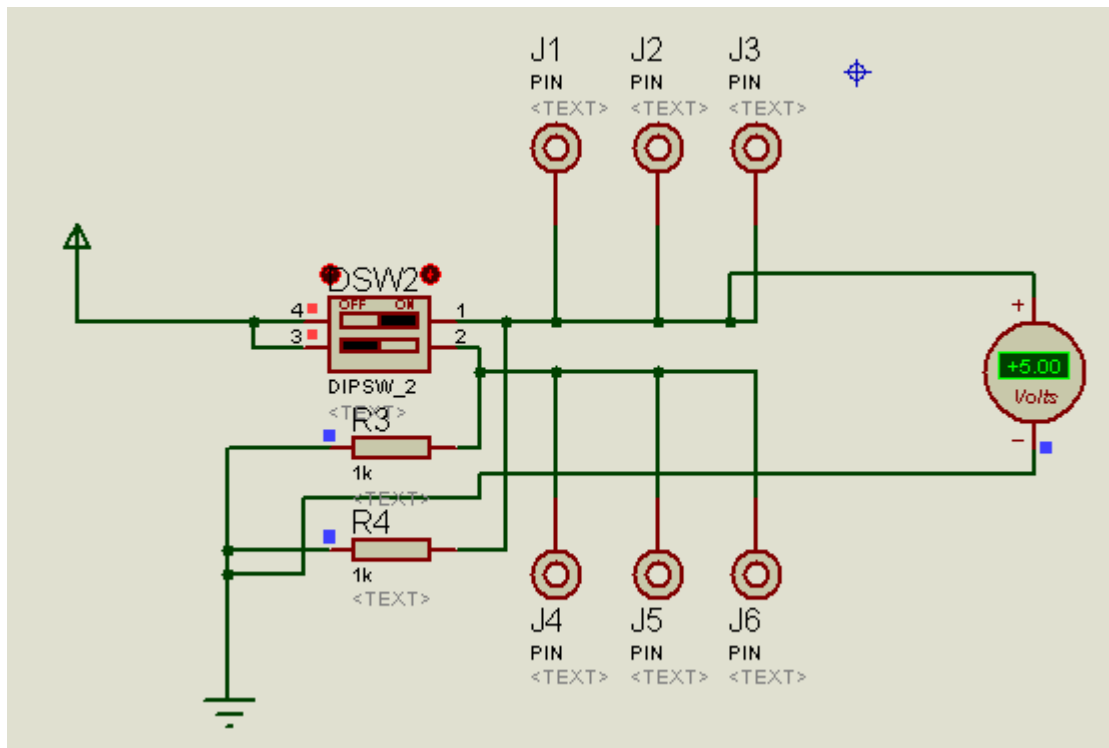 J1 J2 J3
PIN PIN PIN
<TEXT> <TEXT> <TEXT>
DSW2
OFF ON
4 1
3 2
DIPSW_2
<TEXT>
R3
1k
<TEXT>
R4
1k
<TEXT>
+
+5.00
Volts
−
J4 J5 J6
PIN PIN PIN
<TEXT> <TEXT> <TEXT>